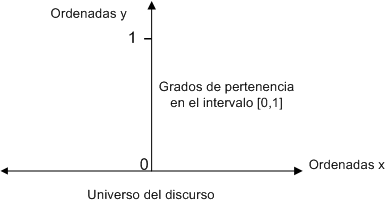 Ordenadas y
1
Grados de pertenencia
en el intervalo [0,1]
0
Ordenadas x
Universo del discurso